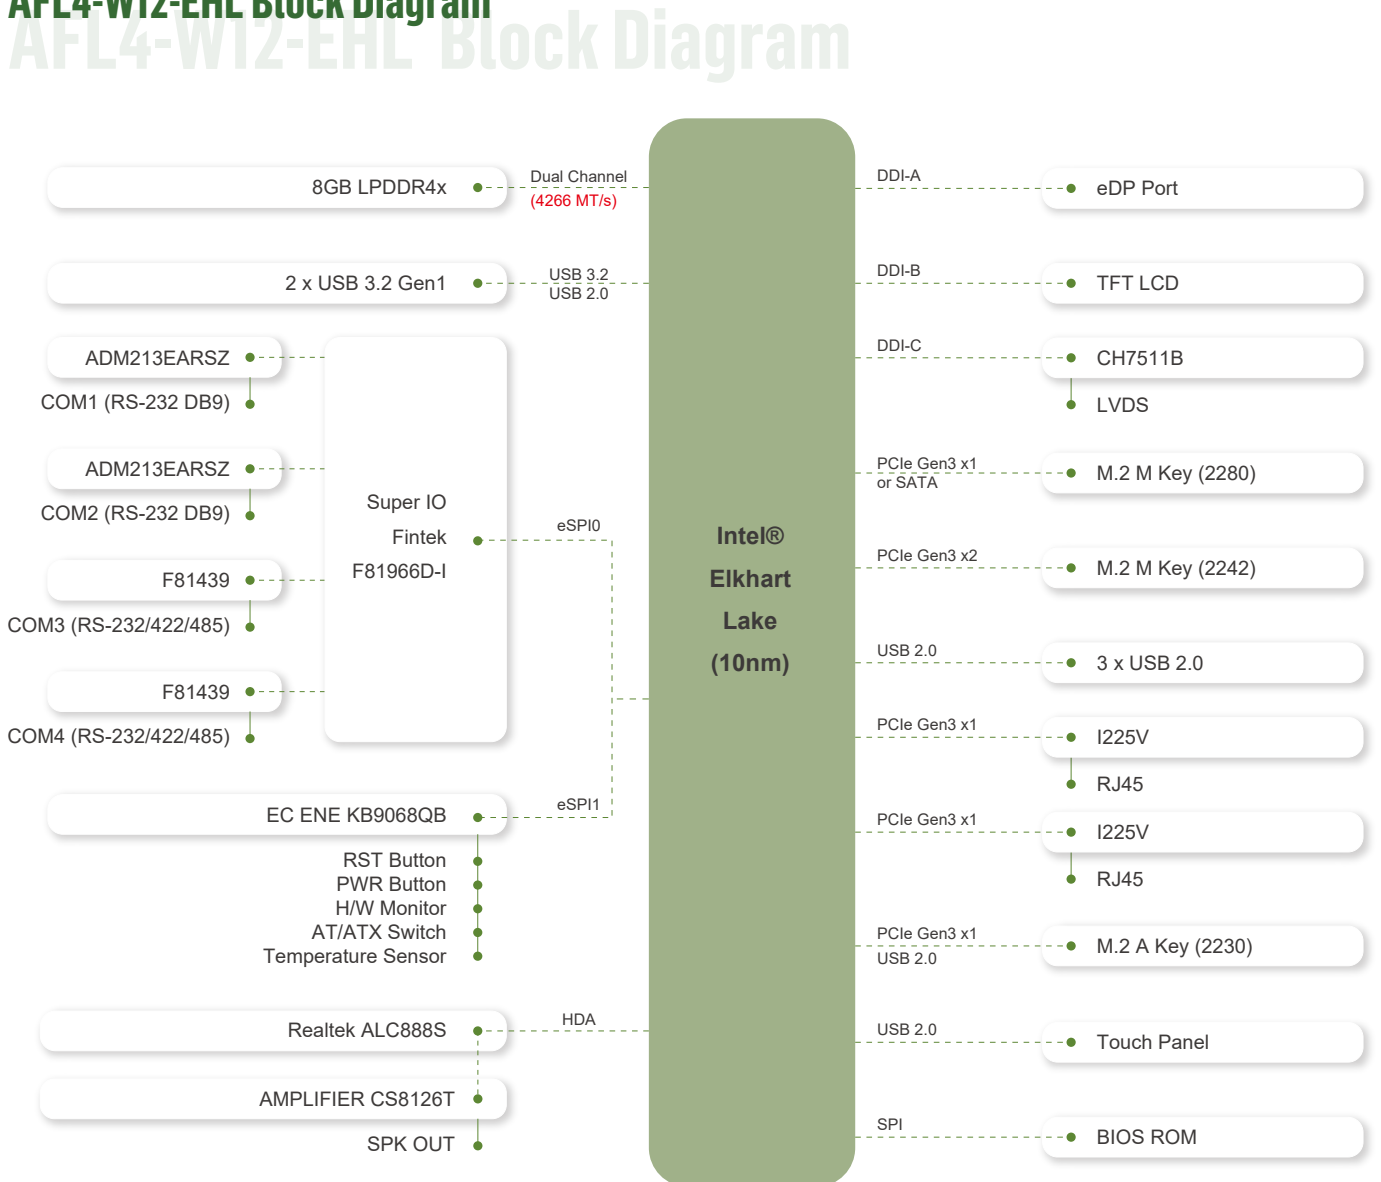 AFL4-W12-EHL Block Diagram
AFL4-W12-EHL Block Diagram
8GB LPDDR4x
Dual Channel
(4266 MT/s)
2 x USB 3.2 Gen1
USB 3.2
USB 2.0
ADM213EARSZ
COM1 (RS-232 DB9)
ADM213EARSZ
COM2 (RS-232 DB9)
F81439
COM3 (RS-232/422/485)
F81439
COM4 (RS-232/422/485)
Super IO
Fintek
F81966D-I
eSPI0
EC ENE KB9068QB
eSPI1
RST Button
PWR Button
H/W Monitor
AT/ATX Switch
Temperature Sensor
Realtek ALC888S
HDA
AMPLIFIER CS8126T
SPK OUT
Intel®
Elkhart
Lake
(10nm)
DDI-A
eDP Port
DDI-B
TFT LCD
DDI-C
CH7511B
LVDS
PCIe Gen3 x1
or SATA
M.2 M Key (2280)
PCIe Gen3 x2
M.2 M Key (2242)
USB 2.0
3 x USB 2.0
PCIe Gen3 x1
I225V
RJ45
PCIe Gen3 x1
I225V
RJ45
PCIe Gen3 x1
USB 2.0
M.2 A Key (2230)
USB 2.0
Touch Panel
SPI
BIOS ROM